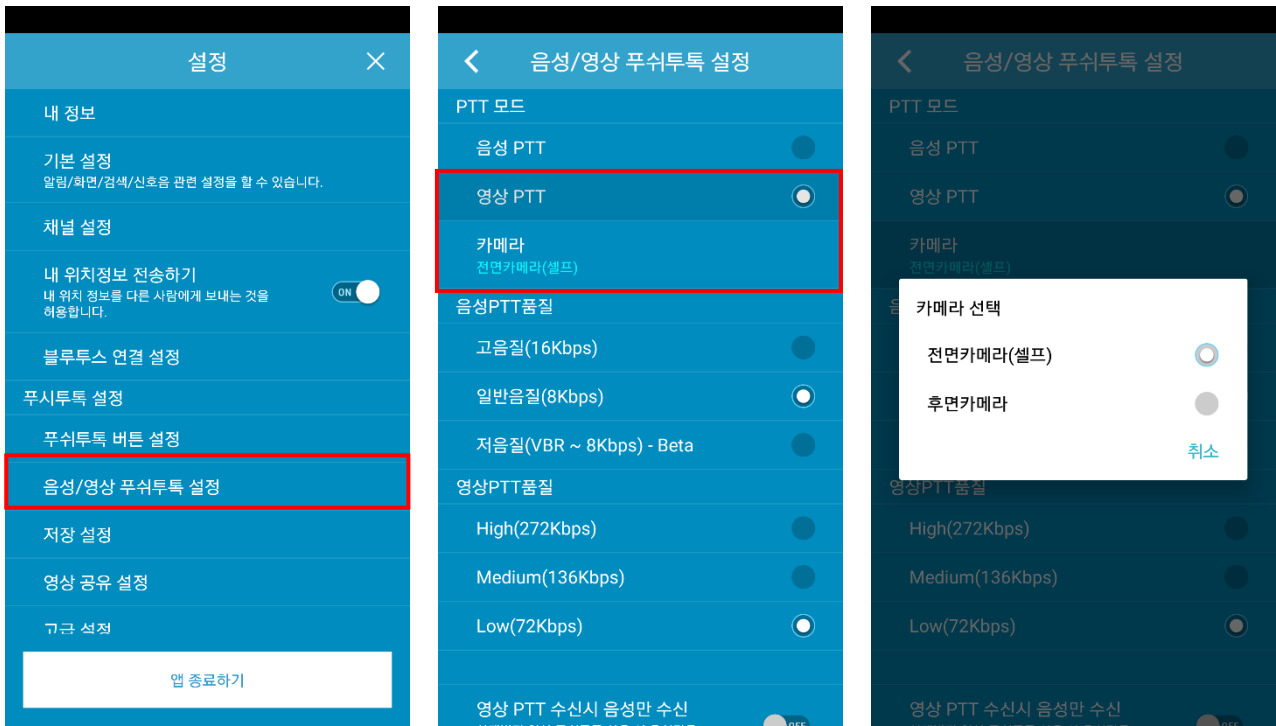 설정
내 정보
기본 설정
알림/화면/검색/신호음 관련 설정을 할 수 있습니다.
채널 설정
내 위치정보 전송하기
내 위치 정보를 다른 사람에게 보내는 것을
허용합니다.
ON
블루투스 연결 설정
푸시투톡 설정
푸쉬투톡 버튼 설정
음성/영상 푸쉬투톡 설정
저장 설정
영상 공유 설정
고급 설정
앱 종료하기
음성/영상 푸쉬투톡 설정
PTT 모드
음성 PTT
영상 PTT
카메라
전면카메라(셀프)
음성PTT품질
고음질(16Kbps)
일반음질(8Kbps)
저음질(VBR ~ 8Kbps) - Beta
영상PTT품질
High(272Kbps)
Medium(136Kbps)
Low(72Kbps)
영상 PTT 수신시 음성만 수신
OFF
음성/영상 푸쉬투톡 설정
PTT 모드
음성 PTT
영상 PTT
카메라
전면카메라(셀프)
카메라 선택
전면카메라(셀프)
후면카메라
취소
영상PTT품질
High(272Kbps)
Medium(136Kbps)
Low(72Kbps)
영상 PTT 수신시 음성만 수신
OFF